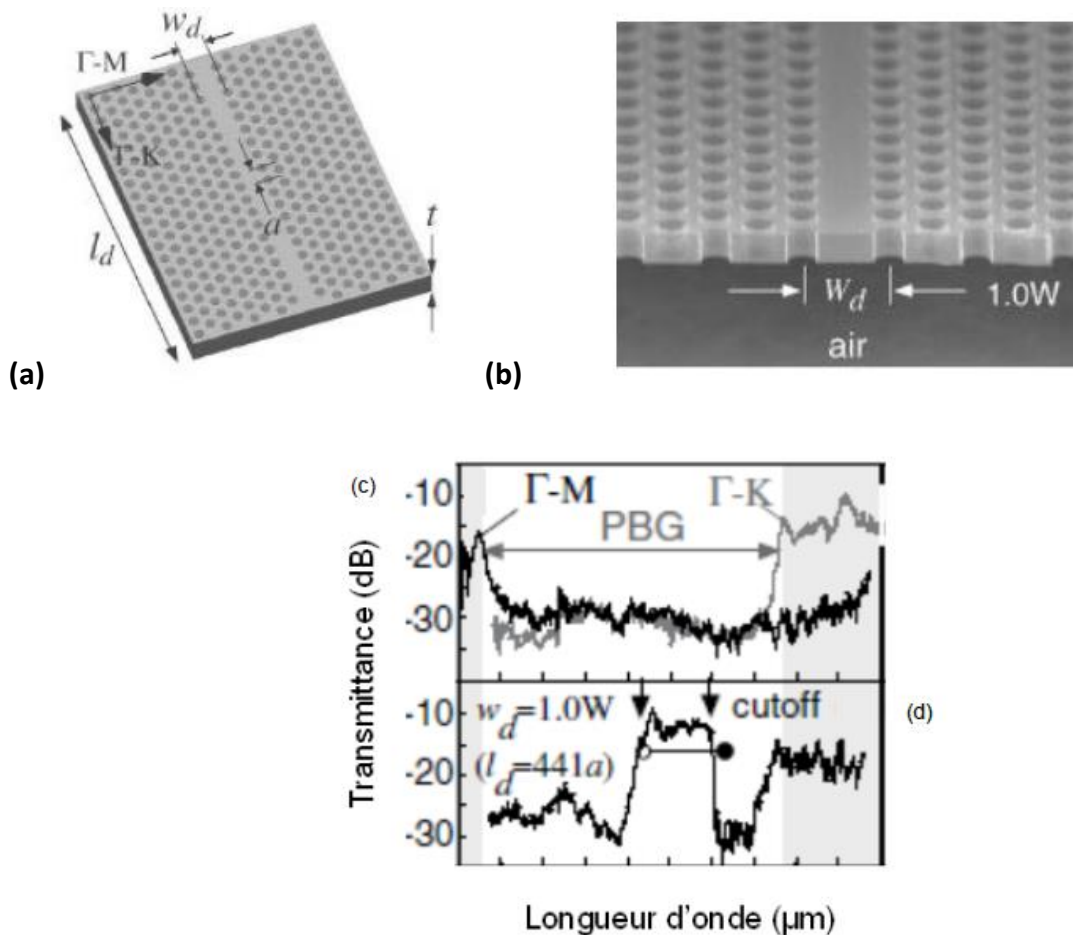 w_d
Γ-M
Γ-K
a
t
l_d
(a)
(b)
W_d
1.0W
air
(c)
-10
-20
-30
Γ-M
Γ-K
PBG
Transmittance (dB)
-10
-20
-30
w_d=1.0W
(l_d=441a)
cutoff
(d)
Longueur d'onde (µm)